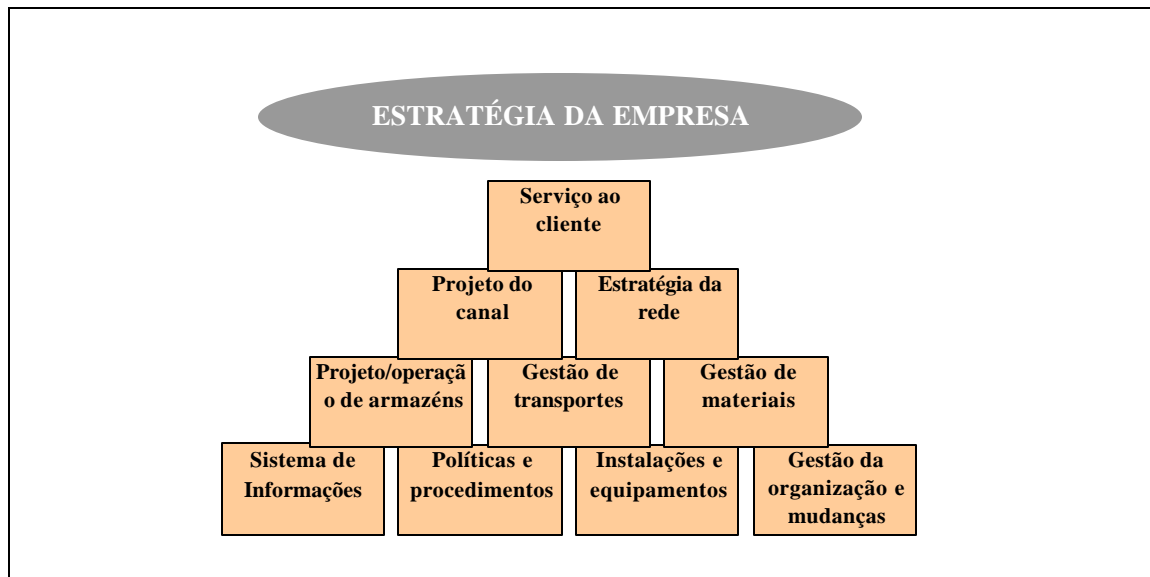 ESTRATÉGIA DA EMPRESA
Serviço ao
cliente
Projeto do
canal
Estratégia da
rede
Projeto/operaçã
o de armazéns
Gestão de
transportes
Gestão de
materiais
Sistema de
Informações
Políticas e
procedimentos
Instalações e
equipamentos
Gestão da
organização e
mudanças